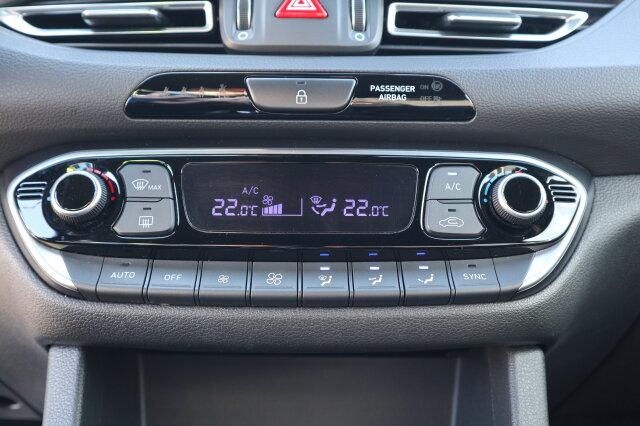 PASSENGER ON
AIRBAG OFF
MAX
A/C
22.0°C 22.0°C
A/C
AUTO OFF SYNC